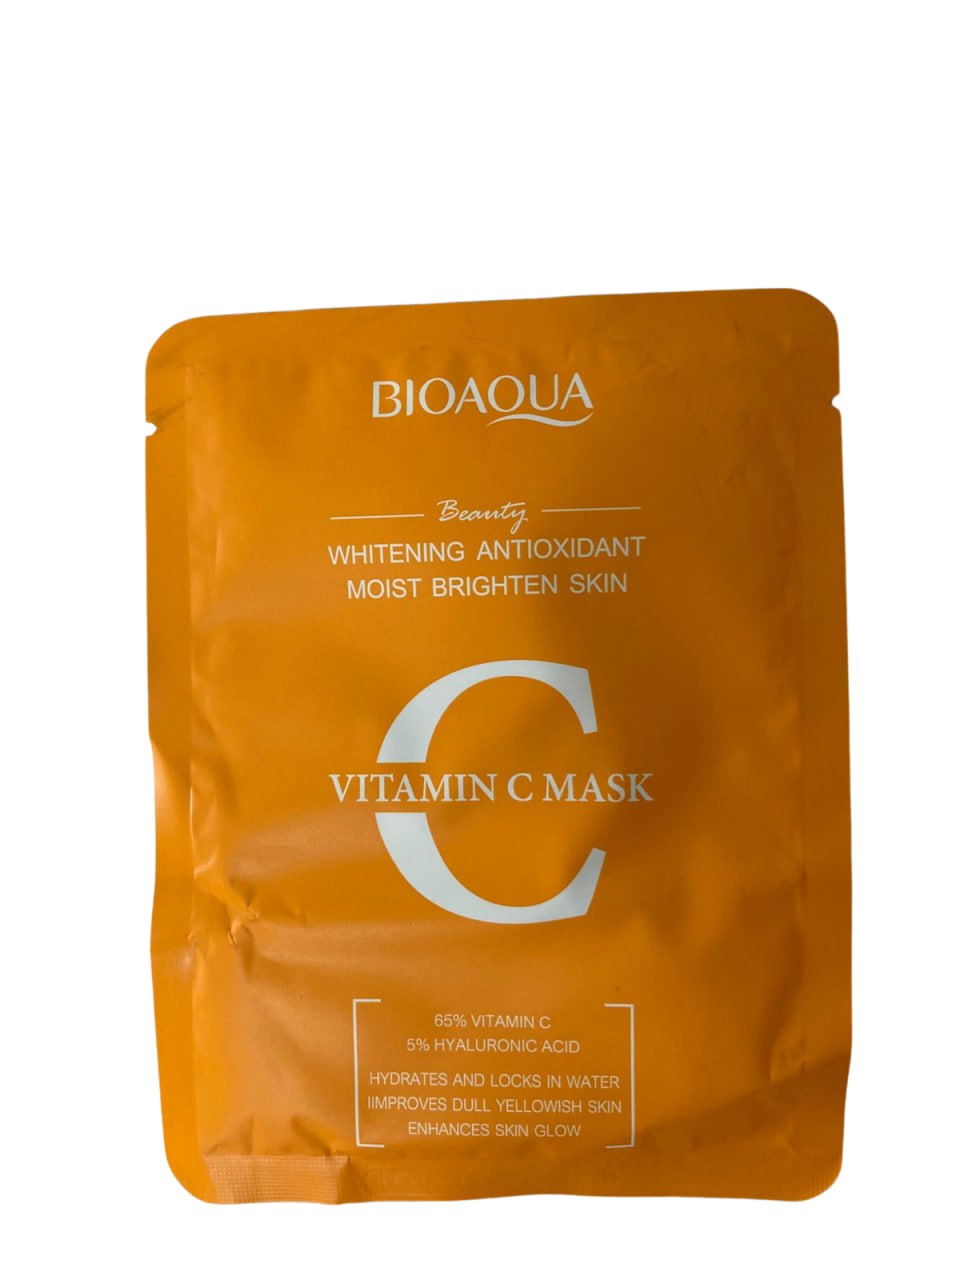 BIOAQUA
Beauty
WHITENING ANTIOXIDANT
MOIST BRIGHTEN SKIN
C
VITAMIN C MASK
65% VITAMIN C
5% HYALURONIC ACID
HYDRATES AND LOCKS IN WATER
IIMPROVES DULL YELLOWISH SKIN
ENHANCES SKIN GLOW